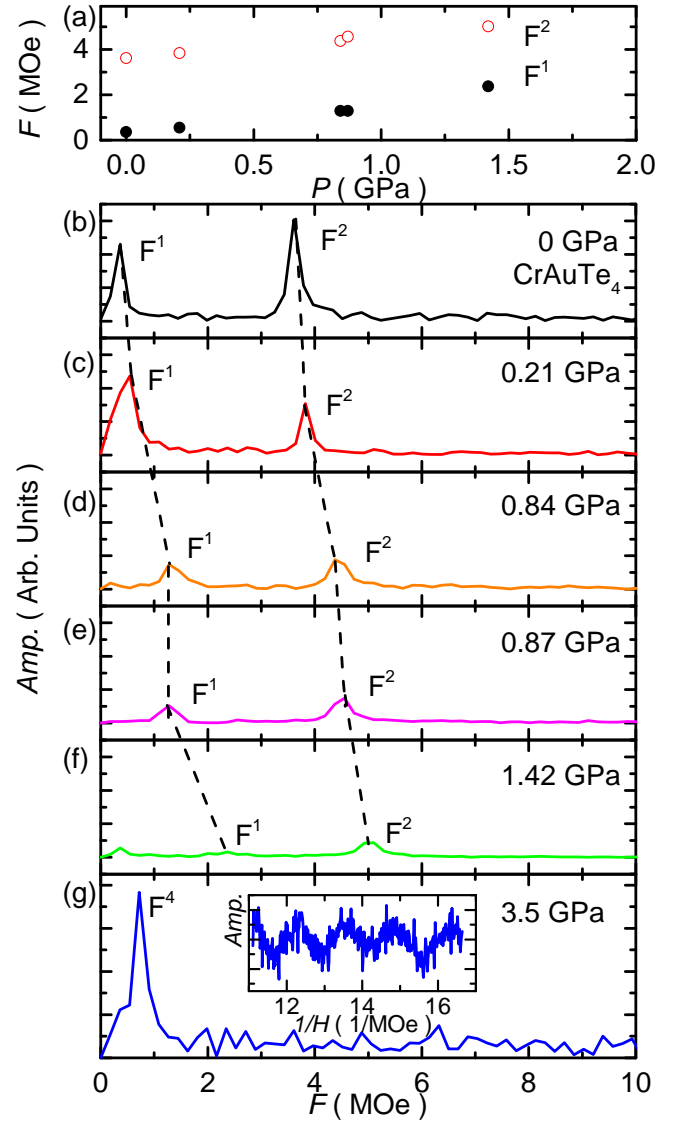 (a)
F ( MOe )
4
2
0
F²
F¹
0.0 0.5 1.0 1.5 2.0
P ( GPa )
(b)
F¹
F²
0 GPa
CrAuTe₄
(c)
F¹
F²
0.21 GPa
Amp. ( Arb. Units )
(d)
F¹
F²
0.84 GPa
(e)
F¹
F²
0.87 GPa
(f)
F¹
F²
1.42 GPa
(g)
F⁴
3.5 GPa
Amp.
12 14 16
1/H ( 1/MOe )
0 2 4 6 8 10
F ( MOe )